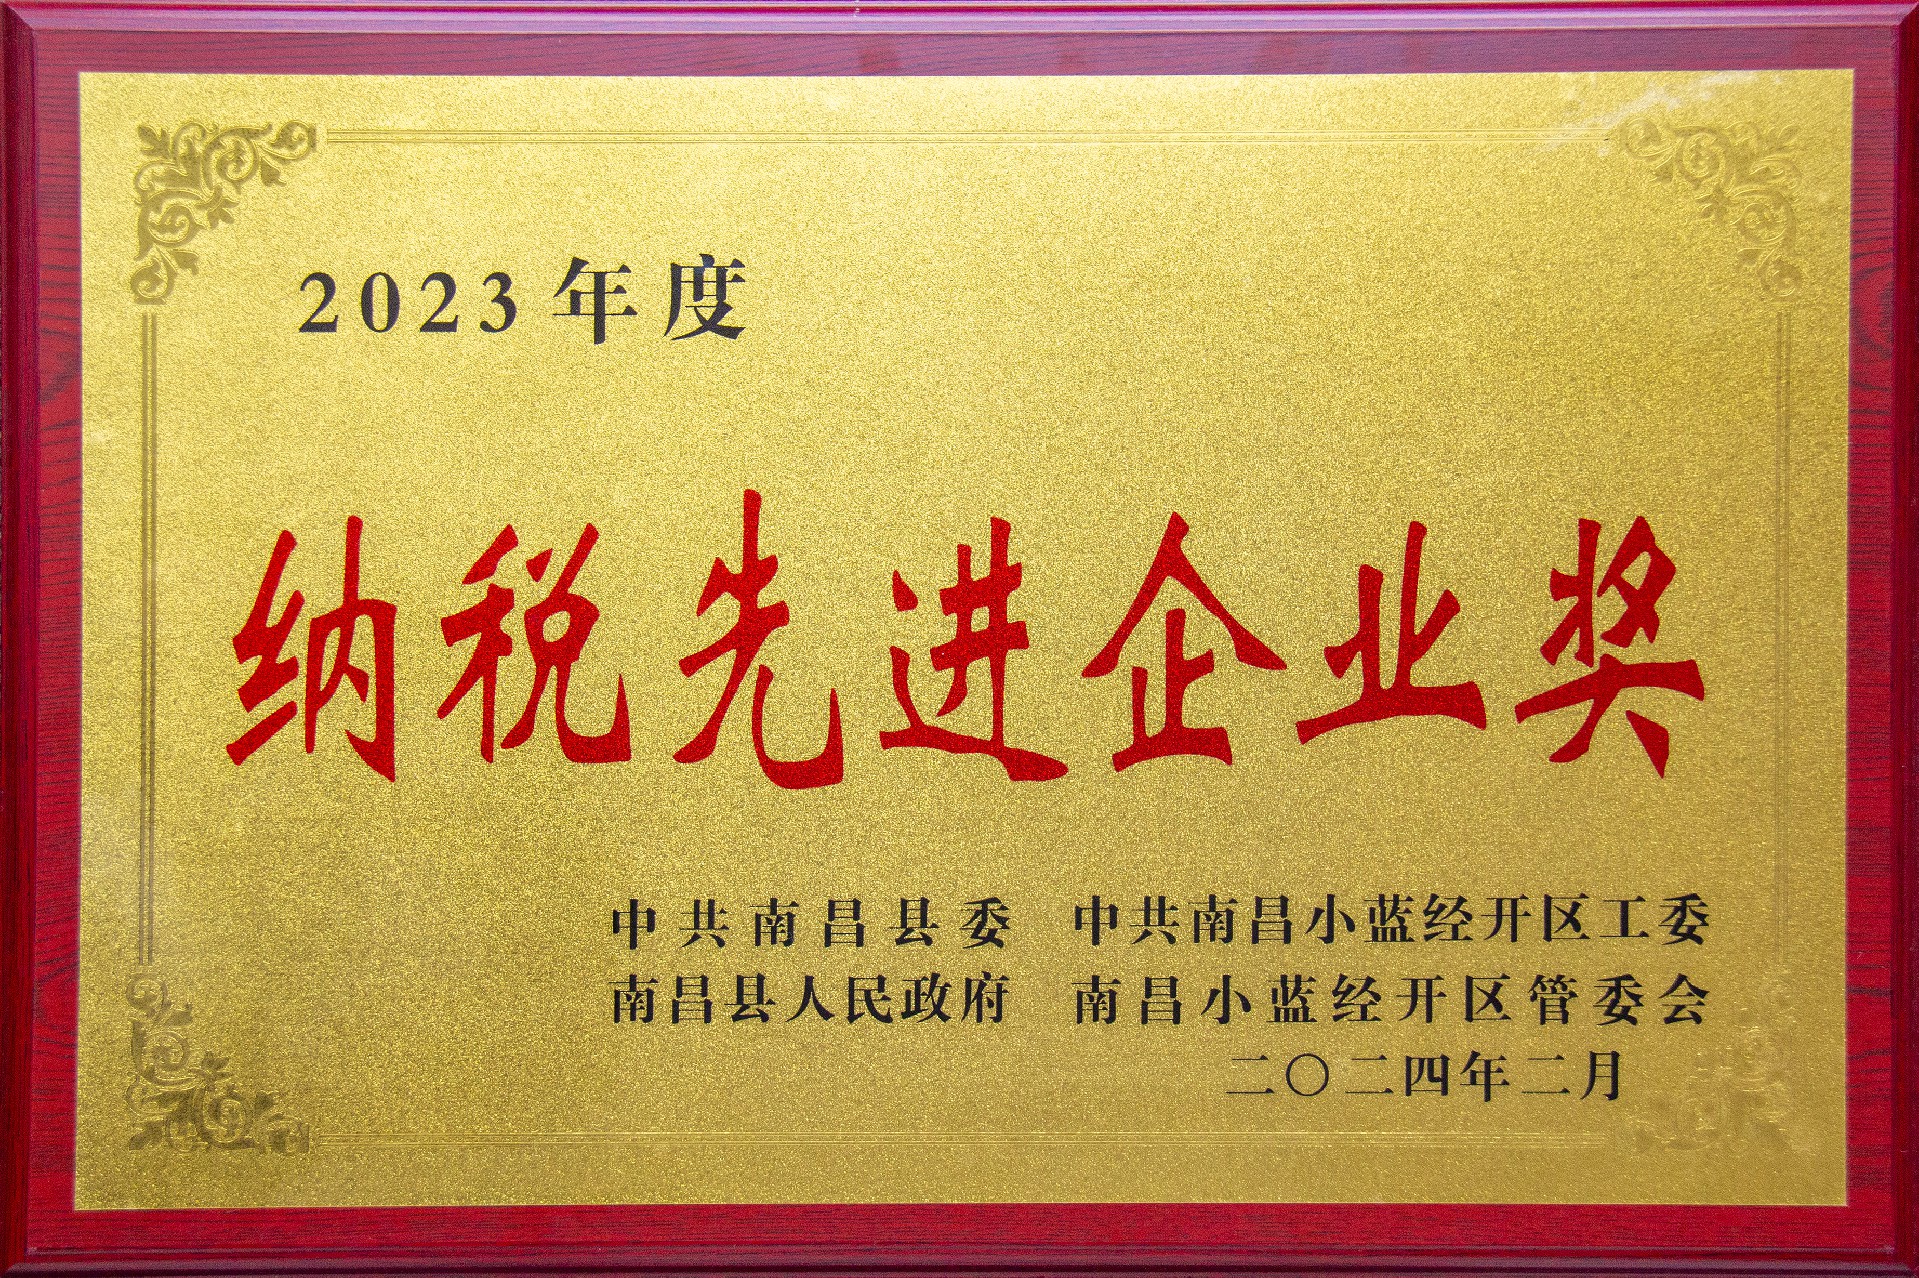 2023年度
纳税先进企业奖
中共南昌县委 中共南昌小蓝经开区工委
南昌县人民政府 南昌小蓝经开区管委会
二〇二四年二月